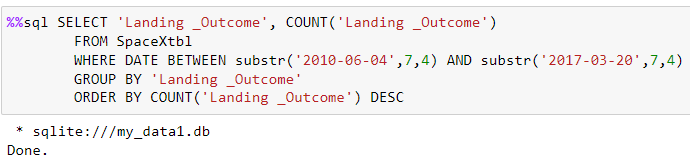 %%sql SELECT 'Landing _Outcome', COUNT('Landing _Outcome')
FROM SpaceXtbl
WHERE DATE BETWEEN substr('2010-06-04',7,4) AND substr('2017-03-20',7,4)
GROUP BY 'Landing _Outcome'
ORDER BY COUNT('Landing _Outcome') DESC
* sqlite:///my_data1.db
Done.